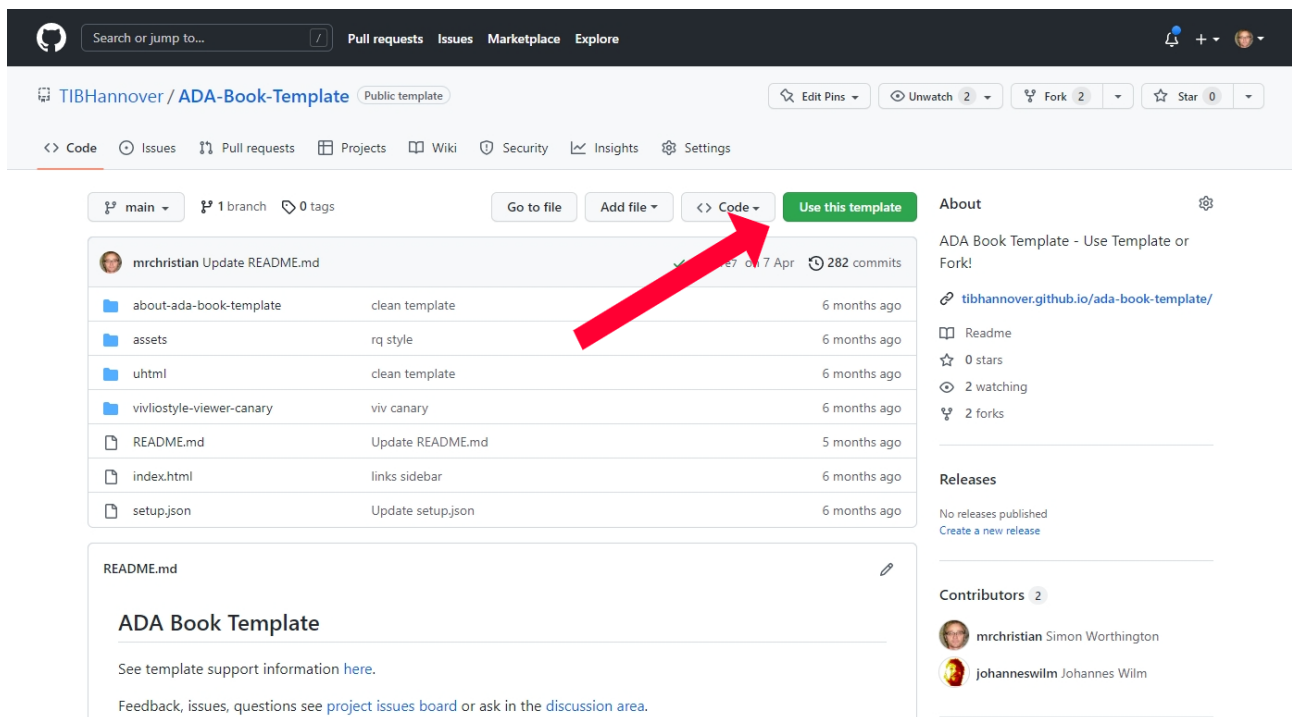 Search or jump to... / Pull requests Issues Marketplace Explore
TIBHannover / ADA-Book-Template Public template Edit Pins Unwatch 2 Fork 2 Star 0
Code Issues Pull requests Projects Wiki Security Insights Settings
main 1 branch 0 tags Go to file Add file Code Use this template
mrchristian Update README.md on 7 Apr 282 commits
about-ada-book-template clean template 6 months ago
assets rq style 6 months ago
uhtml clean template 6 months ago
vivliostyle-viewer-canary viv canary 6 months ago
README.md Update README.md 5 months ago
index.html links sidebar 6 months ago
setup.json Update setup.json 6 months ago
README.md
ADA Book Template
See template support information here.
Feedback, issues, questions see project issues board or ask in the discussion area.
About
ADA Book Template - Use Template or
Fork!
tibhannover.github.io/ada-book-template/
Readme
0 stars
2 watching
2 forks
Releases
No releases published
Create a new release
Contributors 2
mrchristian Simon Worthington
johanneswilm Johannes Wilm